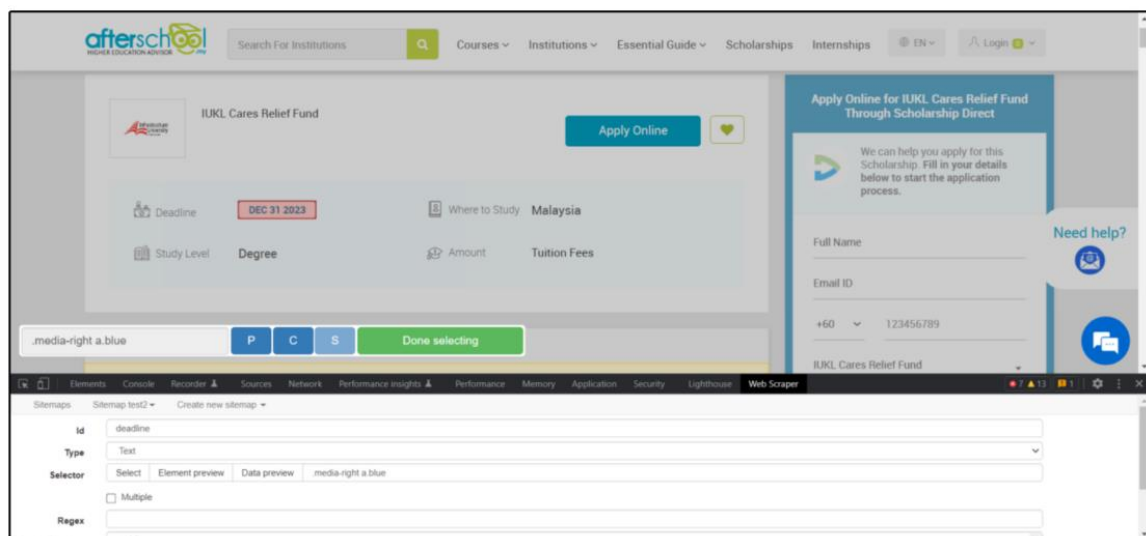 afterschool .my
HIGHER EDUCATION ADVISOR
Search For Institutions
Courses
Institutions
Essential Guide
Scholarships
Internships
EN
Login 0
IUKL Cares Relief Fund
Apply Online
Deadline
DEC 31 2023
Where to Study
Malaysia
Study Level
Degree
Amount
Tuition Fees
Apply Online for IUKL Cares Relief Fund
Through Scholarship Direct
We can help you apply for this
Scholarship. Fill in your details
below to start the application
process.
Full Name
Email ID
+60
123456789
IUKL Cares Relief Fund
Need help?
.media-right a.blue
P
C
S
Done selecting
Elements Console Recorder Sources Network Performance insights Performance Memory Application Security Lighthouse Web Scraper 7 13 1
Sitemaps Sitemap test2 Create new sitemap
Id deadline
Type Text
Selector Select Element preview Data preview .media-right a.blue
Multiple
Regex